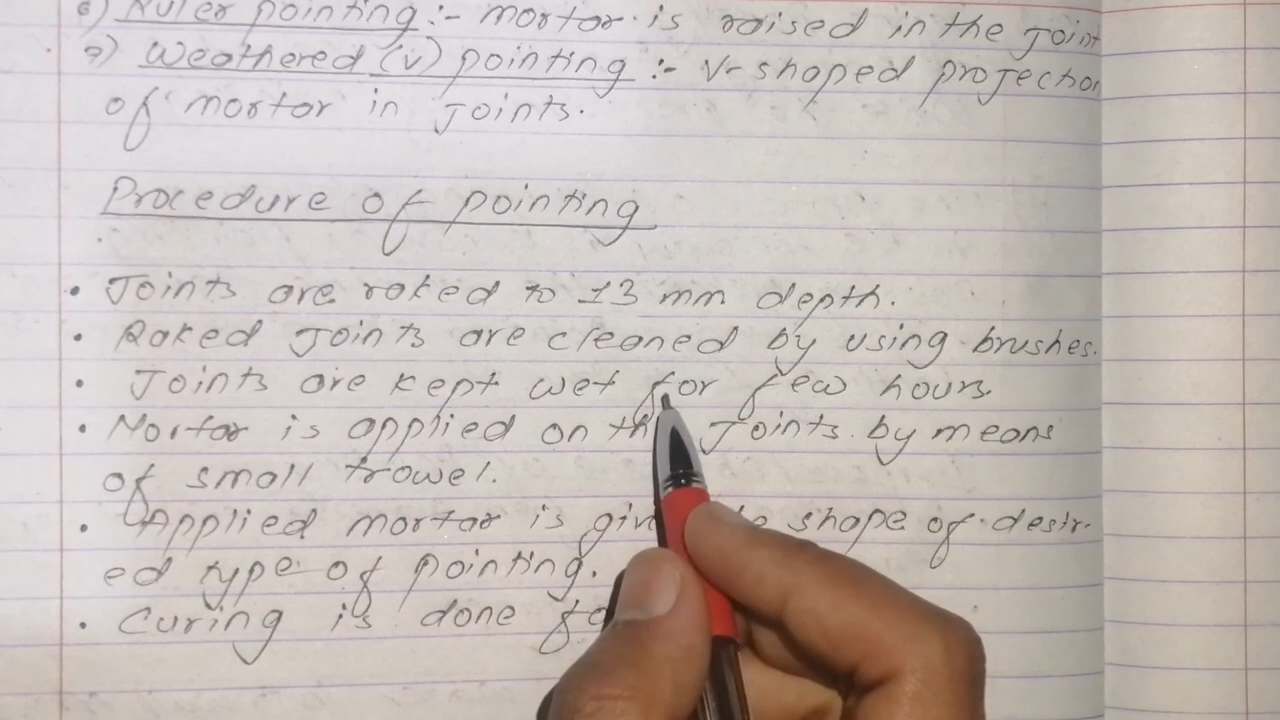 6) Ruler pointing :- mortar is raised in the joint
7) Weathered (v) pointing :- V-shaped projection
of mortar in joints.
Procedure of pointing
• Joints are raked to 13 mm depth.
• Raked joints are cleaned by using brushes.
• Joints are kept wet for few hours.
• Mortar is applied on the joints by means
of small trowel.
• Applied mortar is shape of desir-
ed type of pointing.
• Curing is done